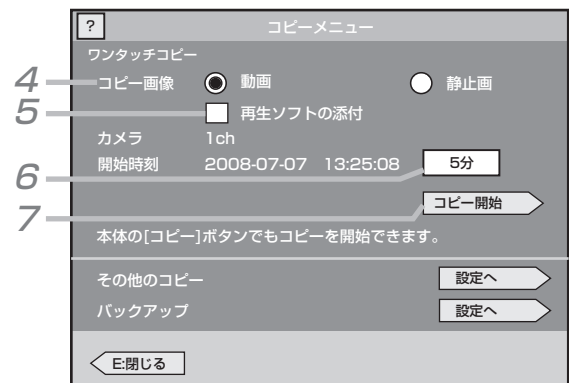 ? コピーメニュー
ワンタッチコピー
4 コピー画像 動画 静止画
5 再生ソフトの添付
カメラ 1ch
開始時刻 2008-07-07 13:25:08 5分
6
コピー開始
7
本体の[コピー]ボタンでもコピーを開始できます。
その他のコピー 設定へ
バックアップ 設定へ
E:閉じる